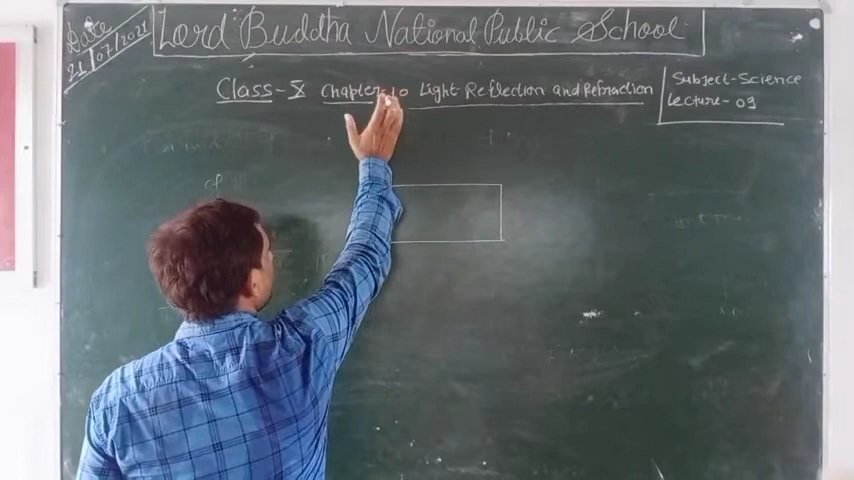 Date
21/07/2021
Lord Buddha National Public School
Class-X Chapter-10 Light-Reflection and Refraction
Subject-Science
Lecture-03